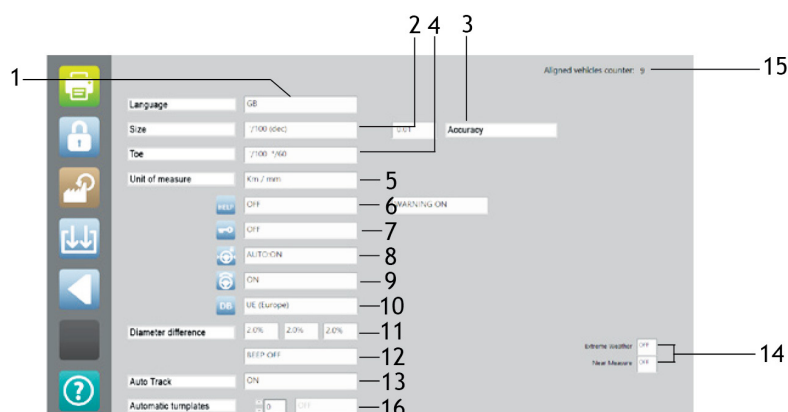 2 4 3
Aligned vehicles counter: 9 15
1
Language GB
Size °/100 (dec) 0.01 Accuracy
Toe °/100 °/60
Unit of measure Km / mm 5
HELP OFF 6 WARNING ON
OFF 7
AUTO:ON 8
ON 9
DB UE (Europe) 10
Diameter difference 2.0% 2.0% 2.0% 11
Extreme Weather OFF
BEEP OFF 12
14
Near Measure OFF
Auto Track ON 13
?
Automatic turnplates 0 OFF 16